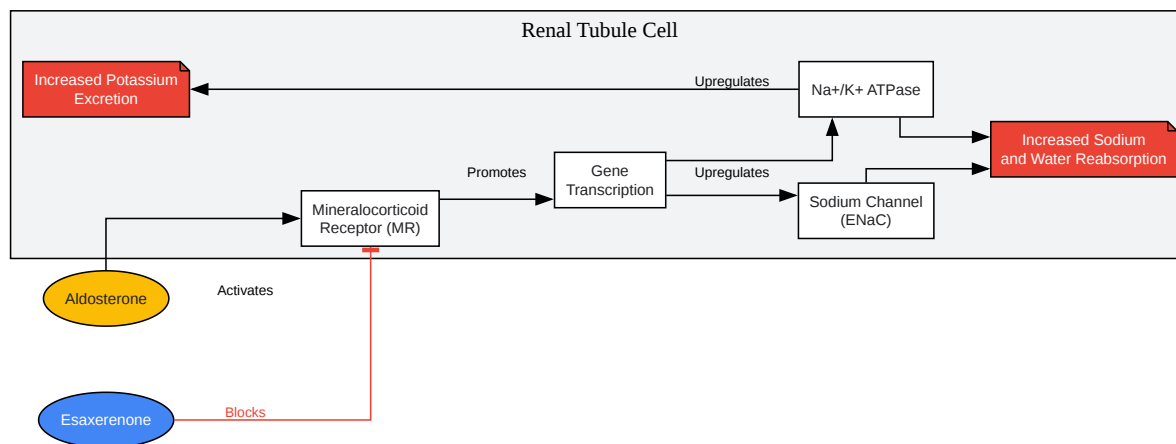 Renal Tubule Cell
Increased Potassium
Excretion
Upregulates
Na+/K+ ATPase
Increased Sodium
and Water Reabsorption
Promotes
Gene
Transcription
Upregulates
Mineralocorticoid
Receptor (MR)
Sodium Channel
(ENaC)
Aldosterone
Activates
Esaxerenone
Blocks